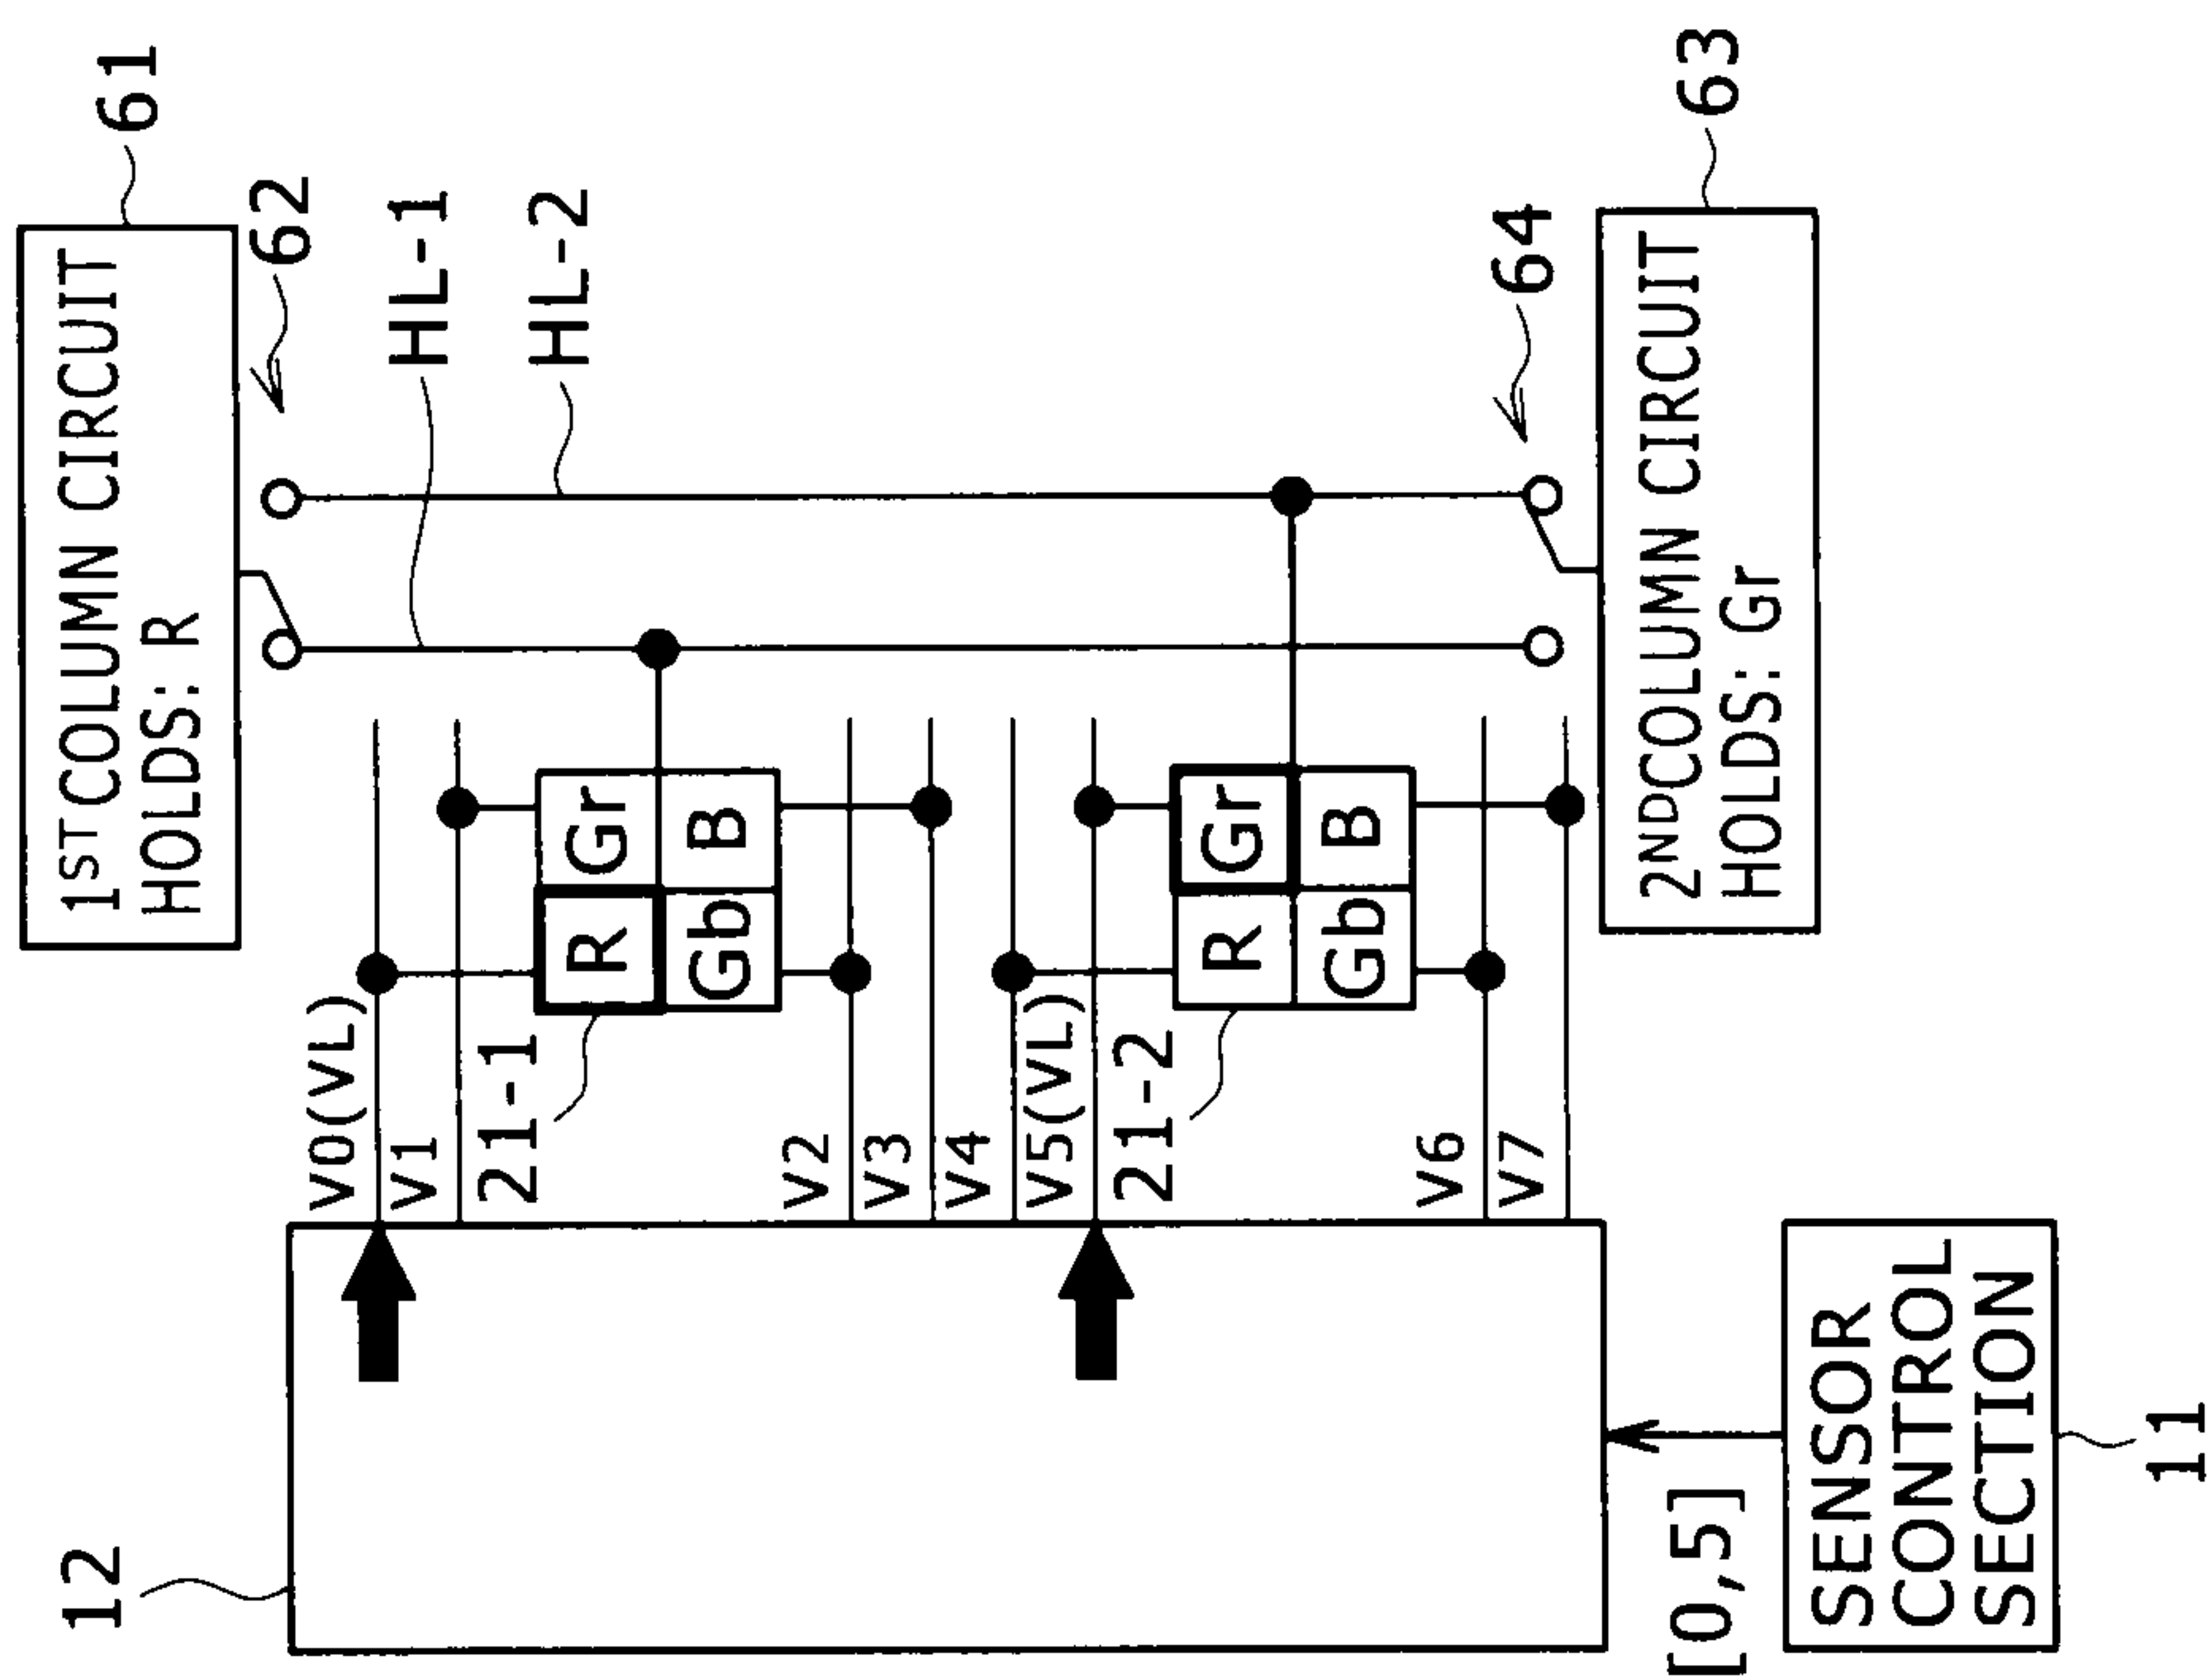 12
V0(VL)
V1
21-1
V2
V3
V4
V5(VL)
21-2
V6
V7
[0,5]
SENSOR
CONTROL
SECTION
11
R
Gr
Gb
B
R
Gr
Gb
B
1ST COLUMN CIRCUIT
HOLDS: R
61
62
HL-1
HL-2
64
2ND COLUMN CIRCUIT
HOLDS: Gr
63